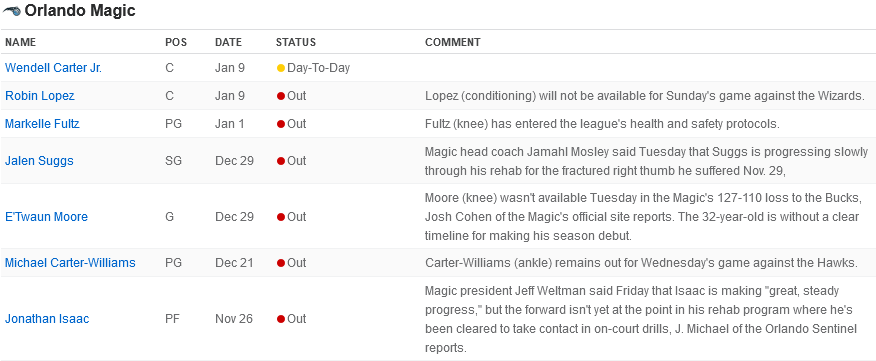 Orlando Magic
NAME POS DATE STATUS COMMENT
Wendell Carter Jr. C Jan 9 Day-To-Day
Robin Lopez C Jan 9 Out Lopez (conditioning) will not be available for Sunday's game against the Wizards.
Markelle Fultz PG Jan 1 Out Fultz (knee) has entered the league's health and safety protocols.
Jalen Suggs SG Dec 29 Out Magic head coach Jamahl Mosley said Tuesday that Suggs is progressing slowly
through his rehab for the fractured right thumb he suffered Nov. 29,
E'Twaun Moore G Dec 29 Out Moore (knee) wasn't available Tuesday in the Magic's 127-110 loss to the Bucks,
Josh Cohen of the Magic's official site reports. The 32-year-old is without a clear
timeline for making his season debut.
Michael Carter-Williams PG Dec 21 Out Carter-Williams (ankle) remains out for Wednesday's game against the Hawks.
Jonathan Isaac PF Nov 26 Out Magic president Jeff Weltman said Friday that Isaac is making "great, steady
progress," but the forward isn't yet at the point in his rehab program where he's
been cleared to take contact in on-court drills, J. Michael of the Orlando Sentinel
reports.